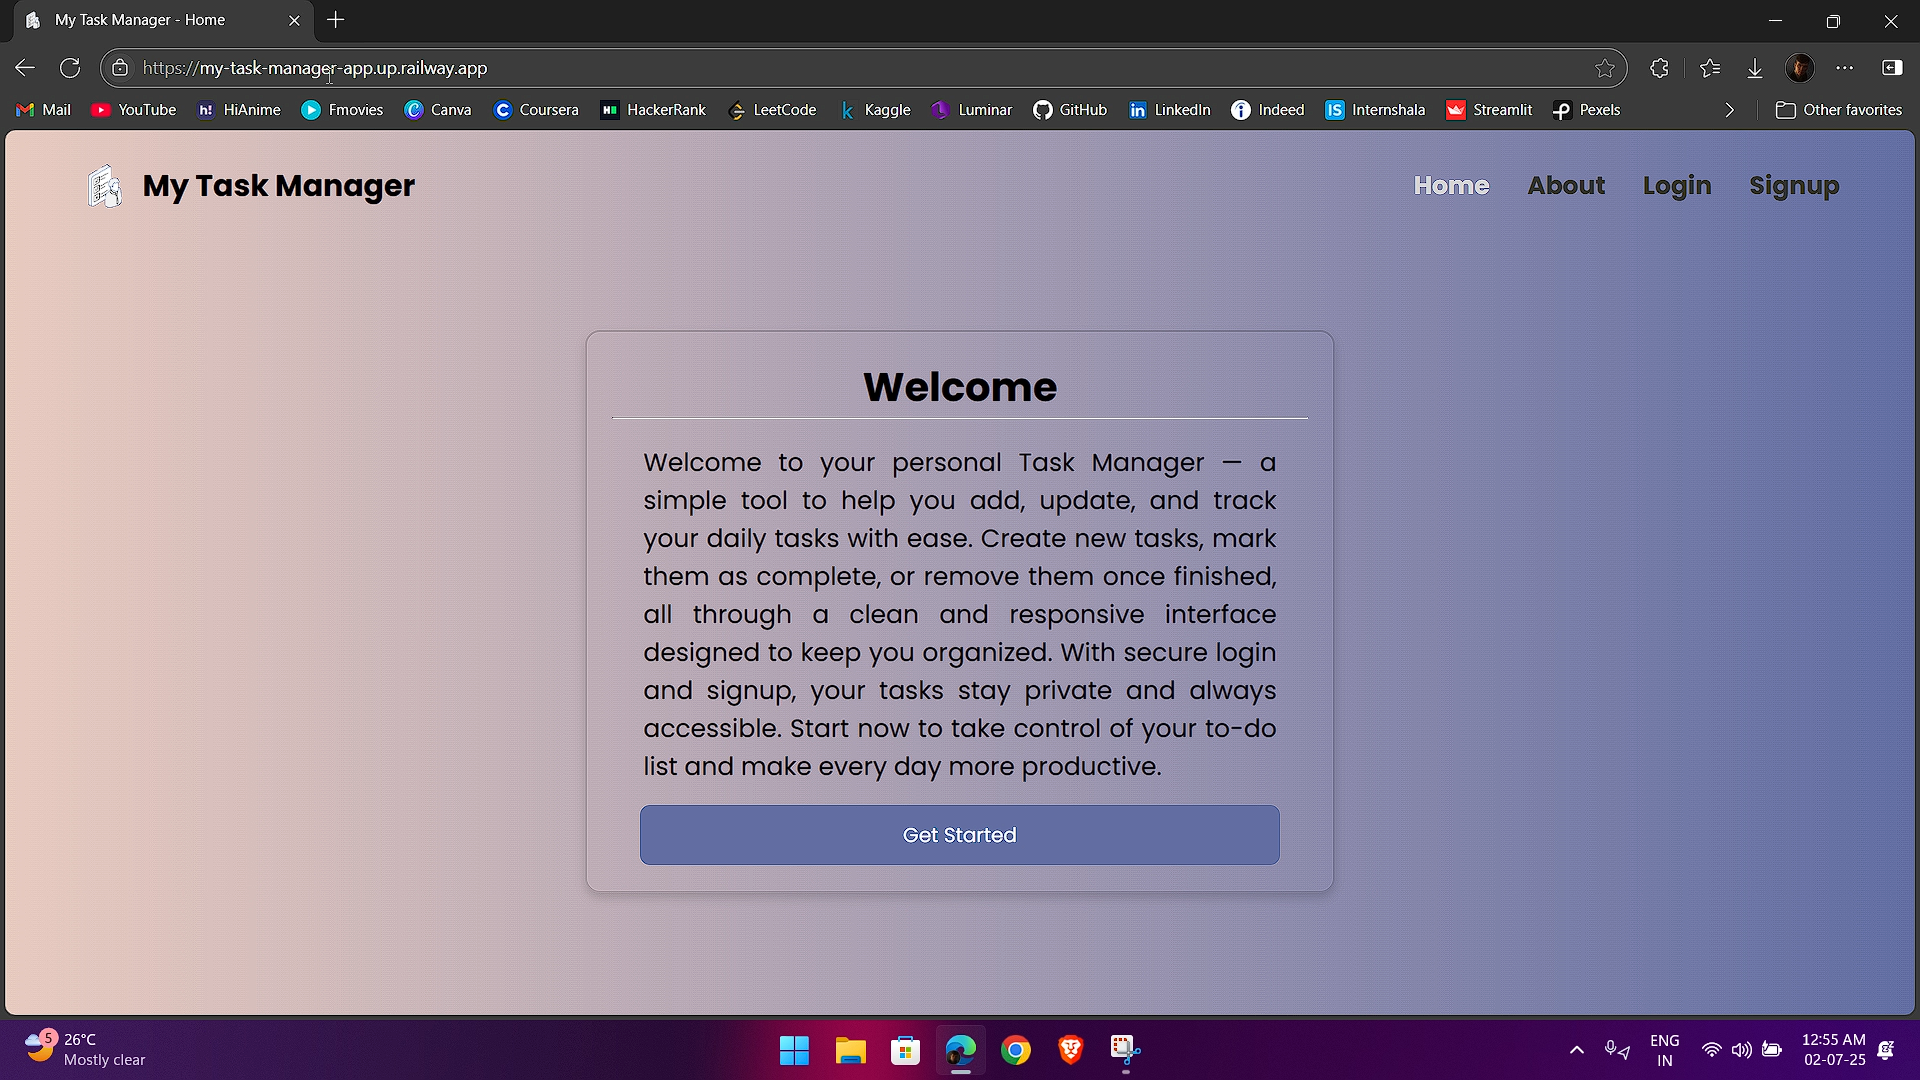 My Task Manager - Home
https://my-task-manager-app.up.railway.app
Mail YouTube h! HiAnime Fmovies Canva Coursera HackerRank LeetCode Kaggle Luminar GitHub in LinkedIn Indeed IS Internshala Streamlit Pexels Other favorites
My Task Manager
Home About Login Signup
Welcome
Welcome to your personal Task Manager — a
simple tool to help you add, update, and track
your daily tasks with ease. Create new tasks, mark
them as complete, or remove them once finished,
all through a clean and responsive interface
designed to keep you organized. With secure login
and signup, your tasks stay private and always
accessible. Start now to take control of your to-do
list and make every day more productive.
Get Started
5 26°C
Mostly clear
ENG
IN
12:55 AM
02-07-25